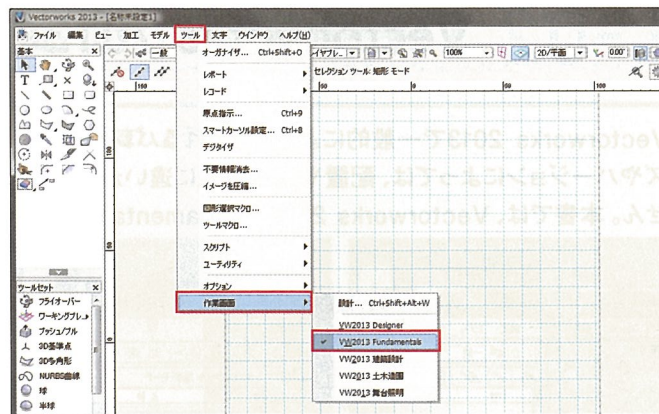 Vectorworks 2013 - [名称未設定1]
ファイル 編集 ビュー 加工 モデル ツール 文字 ウインドウ ヘルプ(H)
基本
一般
100%
2D/平面
0.00°
セレクション ツール: 矩形 モード
オーガナイザ... Ctrl+Shift+O
レポート
レコード
原点指示... Ctrl+9
スマートカーソル設定... Ctrl+8
デジタイザ
不要情報消去...
イメージを圧縮...
図形選択マクロ...
ツールマクロ...
スクリプト
ユーティリティ
オプション
作業画面
設計... Ctrl+Shift+Alt+W
VW2013 Designer
VW2013 Fundamentals
VW2013 建築設計
VW2013 土木造園
VW2013 舞台照明
ツールセット
フライオーバー
ワーキングプレ
プッシュ/プル
3D基準点
3D多角形
NURBS曲線
球
半球